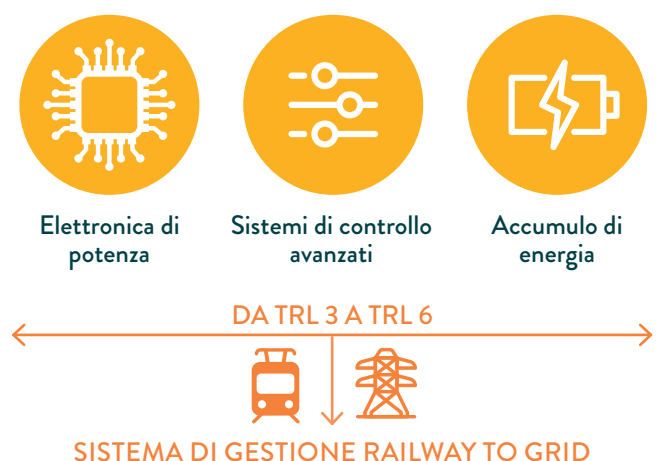 Elettronica di
potenza
Sistemi di controllo
avanzati
Accumulo di
energia
DA TRL 3 A TRL 6
SISTEMA DI GESTIONE RAILWAY TO GRID